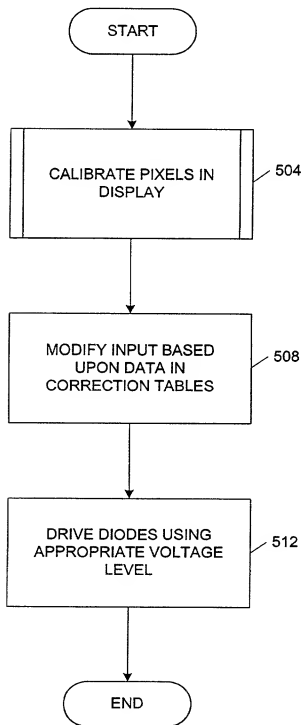 START
CALIBRATE PIXELS IN
DISPLAY
504
MODIFY INPUT BASED
UPON DATA IN
CORRECTION TABLES
508
DRIVE DIODES USING
APPROPRIATE VOLTAGE
LEVEL
512
END